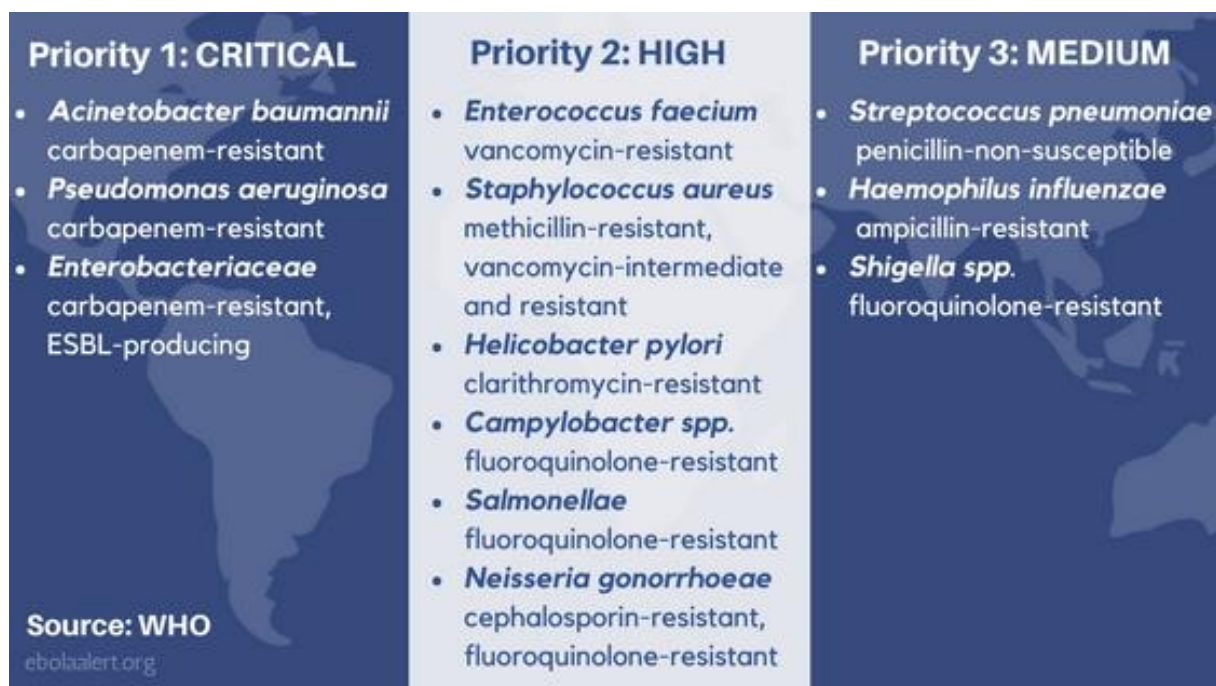 Priority 1: CRITICAL
• Acinetobacter baumannii
carbapenem-resistant
• Pseudomonas aeruginosa
carbapenem-resistant
• Enterobacteriaceae
carbapenem-resistant,
ESBL-producing
Source: WHO
ebolaalert.org
Priority 2: HIGH
• Enterococcus faecium
vancomycin-resistant
• Staphylococcus aureus
methicillin-resistant,
vancomycin-intermediate
and resistant
• Helicobacter pylori
clarithromycin-resistant
• Campylobacter spp.
fluoroquinolone-resistant
• Salmonellae
fluoroquinolone-resistant
• Neisseria gonorrhoeae
cephalosporin-resistant,
fluoroquinolone-resistant
Priority 3: MEDIUM
• Streptococcus pneumoniae
penicillin-non-susceptible
• Haemophilus influenzae
ampicillin-resistant
• Shigella spp.
fluoroquinolone-resistant